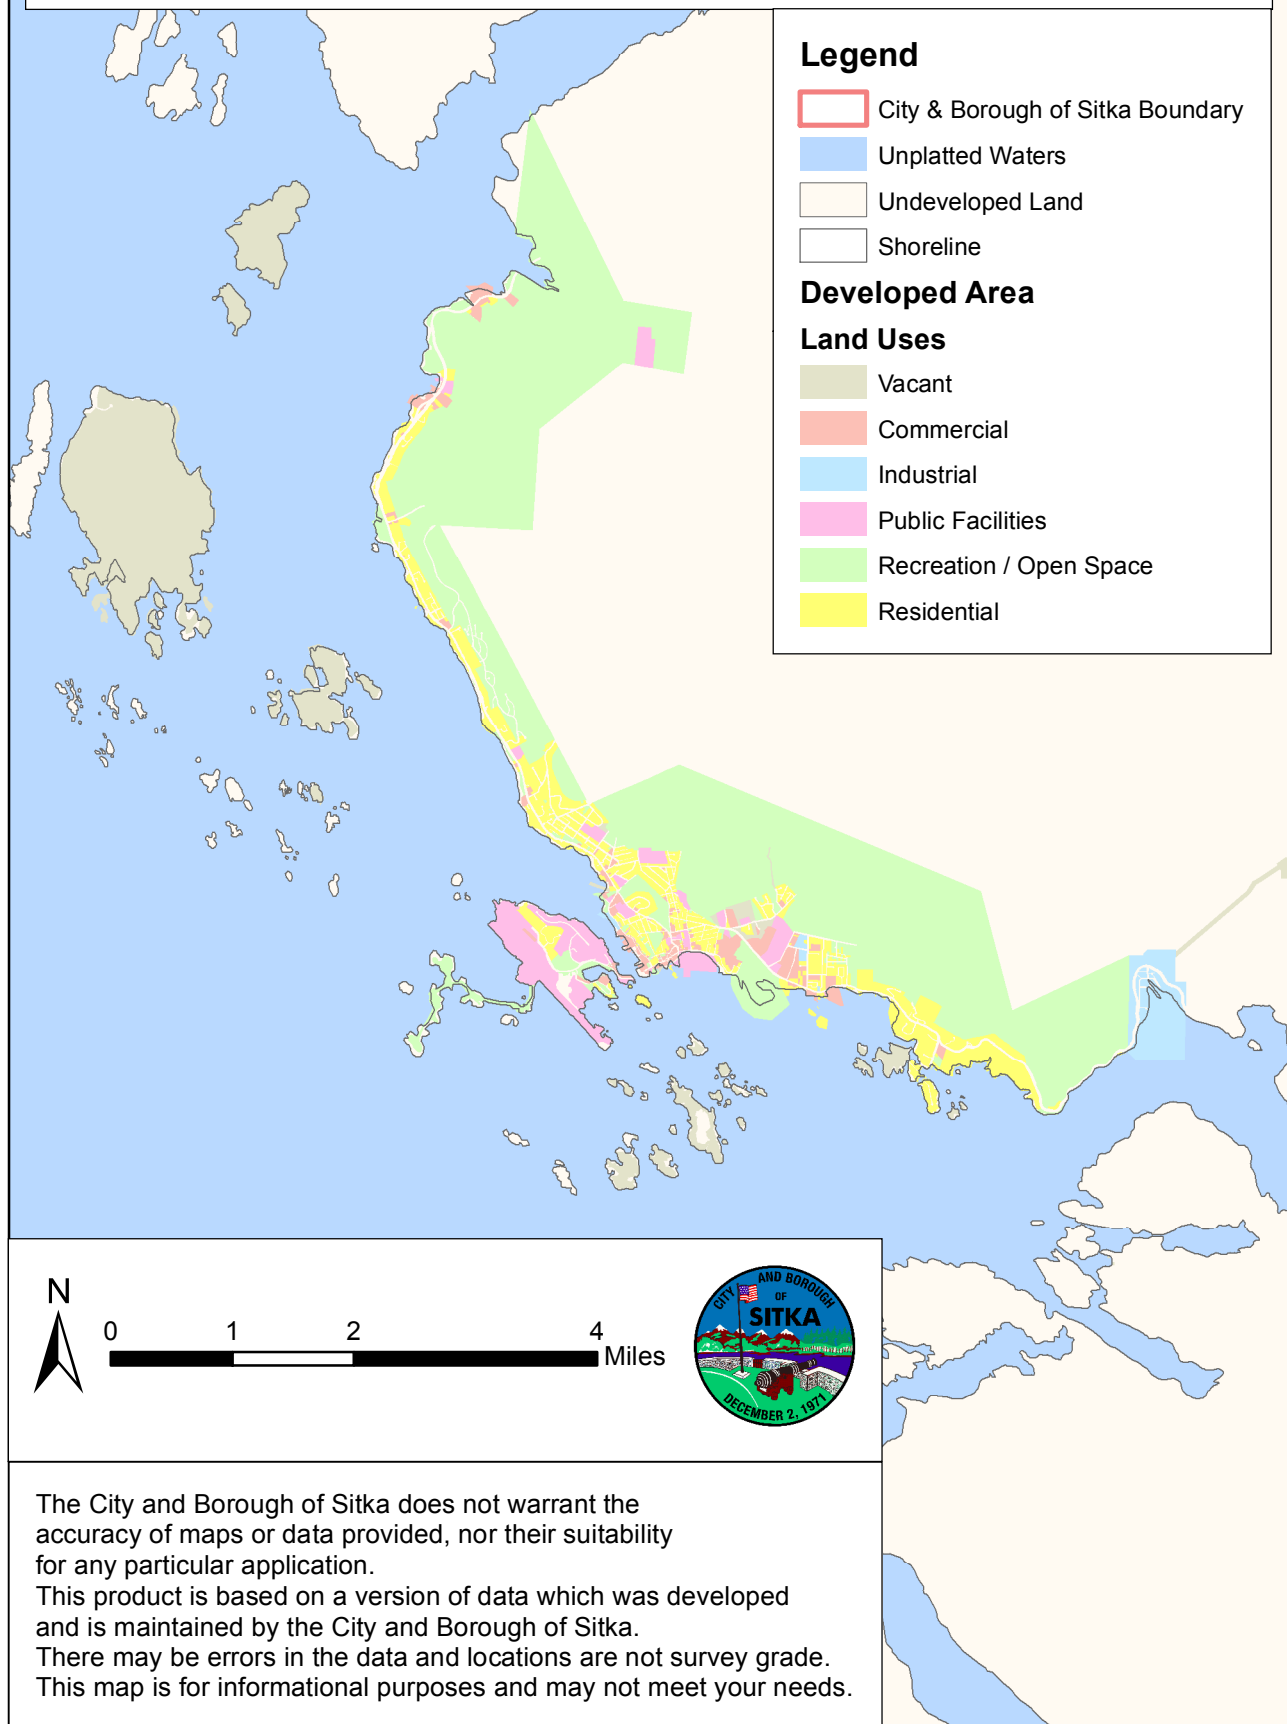 Legend
City & Borough of Sitka Boundary
Unplatted Waters
Undeveloped Land
Shoreline
Developed Area
Land Uses
Vacant
Commercial
Industrial
Public Facilities
Recreation / Open Space
Residential
N
0 1 2 4
Miles
CITY AND BOROUGH
OF
SITKA
DECEMBER 2, 1971
The City and Borough of Sitka does not warrant the
accuracy of maps or data provided, nor their suitability
for any particular application.
This product is based on a version of data which was developed
and is maintained by the City and Borough of Sitka.
There may be errors in the data and locations are not survey grade.
This map is for informational purposes and may not meet your needs.